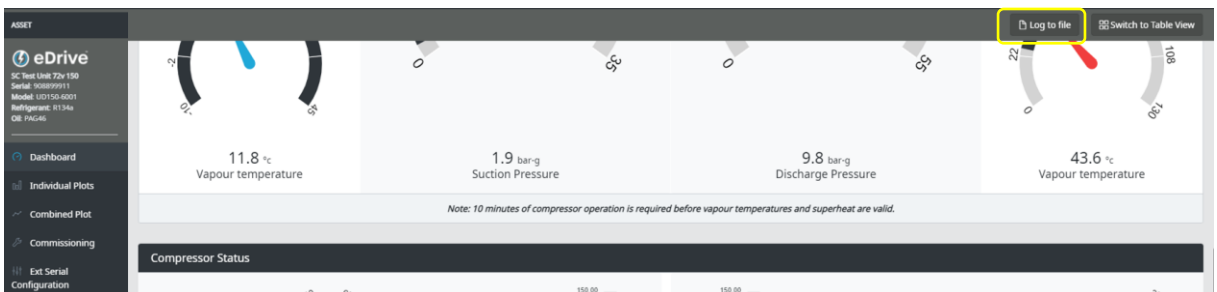 ASSET
Log to file
Switch to Table View
eDrive
SC Test Unit 72v 150
Serial: 908899911
Model: UO150-6001
Refrigerant: R134a
Oil: PAG46
Dashboard
Individual Plots
Combined Plot
Commissioning
Ext Serial
Configuration
-2
-10
45
0
35
0
55
22
108
0
130
11.8 °c
Vapour temperature
1.9 bar-g
Suction Pressure
9.8 bar-g
Discharge Pressure
43.6 °c
Vapour temperature
Note: 10 minutes of compressor operation is required before vapour temperatures and superheat are valid.
Compressor Status
150.00
150.00